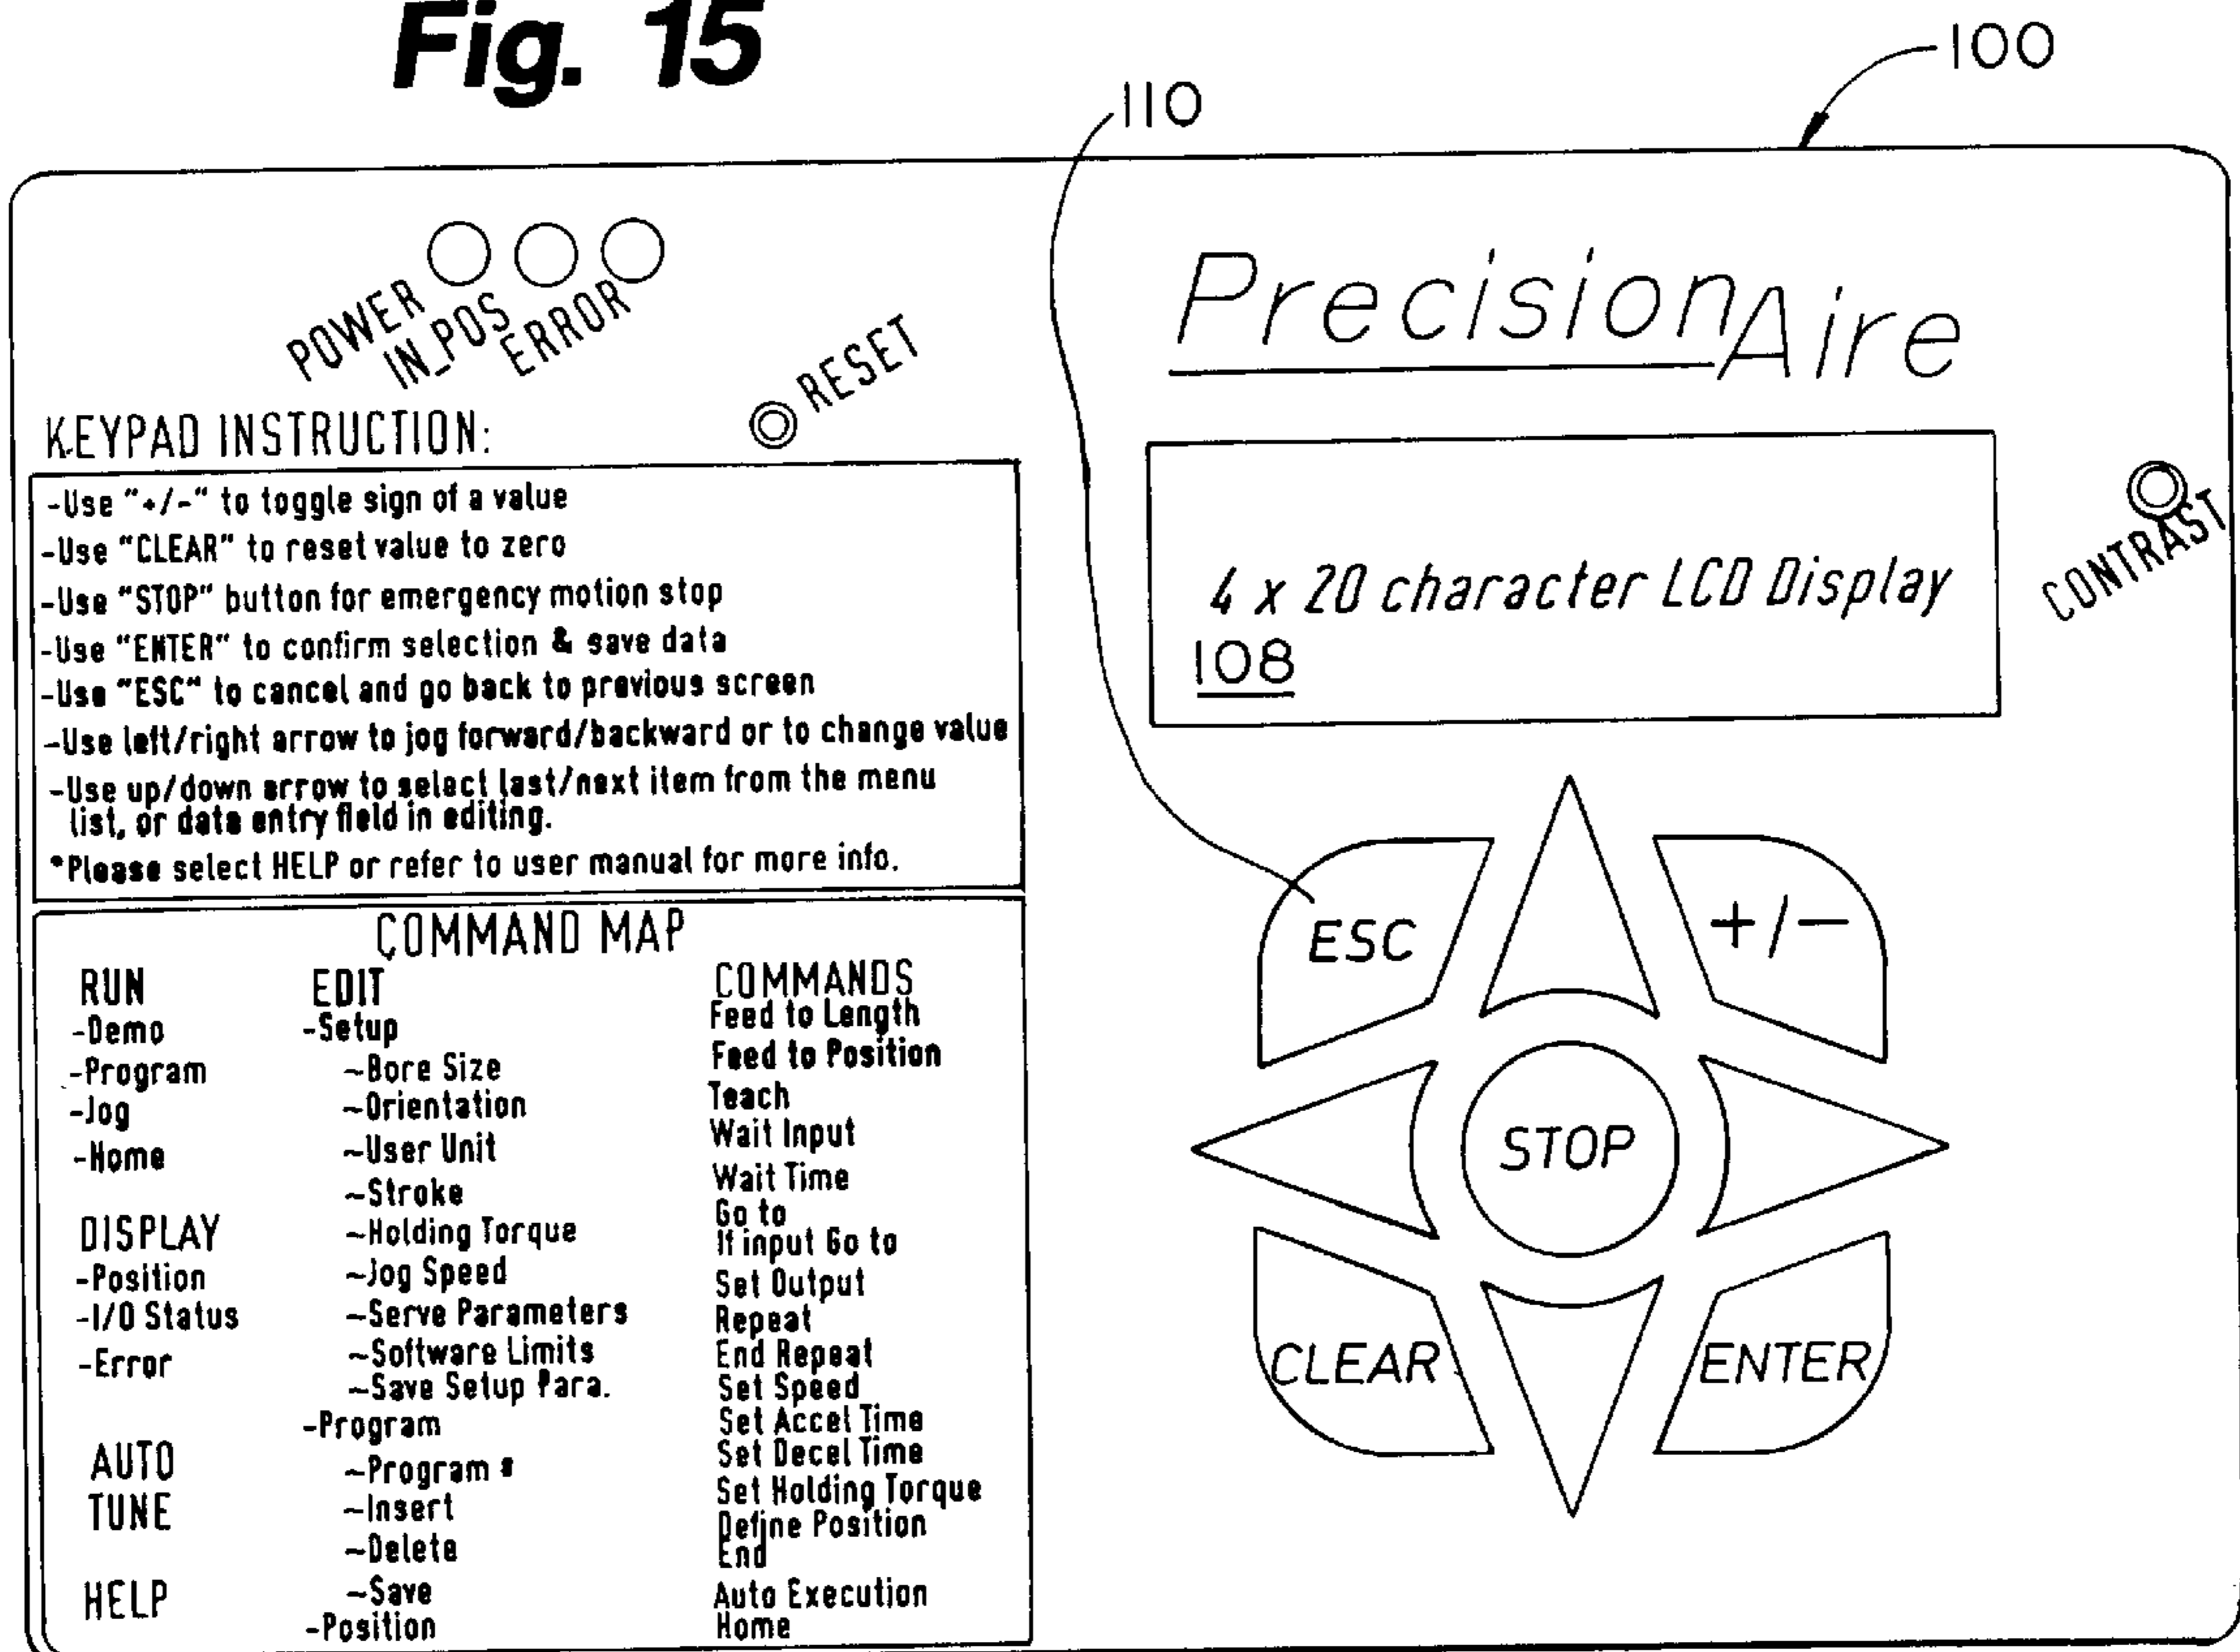 Fig. 15
100
110
POWER
IN_POS
ERROR
RESET
PrecisionAire
KEYPAD INSTRUCTION:
-Use "+/-" to toggle sign of a value
-Use "CLEAR" to reset value to zero
-Use "STOP" button for emergency motion stop
-Use "ENTER" to confirm selection & save data
-Use "ESC" to cancel and go back to previous screen
-Use left/right arrow to jog forward/backward or to change value
-Use up/down arrow to select last/next item from the menu
list, or data entry field in editing.
*Please select HELP or refer to user manual for more info.
4 x 20 character LCD Display
108
CONTRAST
COMMAND MAP
RUN
-Demo
-Program
-Jog
-Home
DISPLAY
-Position
-I/O Status
-Error
AUTO
TUNE
HELP
EDIT
-Setup
~Bore Size
~Orientation
~User Unit
~Stroke
~Holding Torque
~Jog Speed
~Serve Parameters
~Software Limits
~Save Setup Para.
-Program
~Program #
~Insert
~Delete
~Save
-Position
COMMANDS
Feed to Length
Feed to Position
Teach
Wait Input
Wait Time
Go to
If input Go to
Set Output
Repeat
End Repeat
Set Speed
Set Accel Time
Set Decel Time
Set Holding Torque
Define Position
End
Auto Execution
Home
ESC
+/-
STOP
CLEAR
ENTER